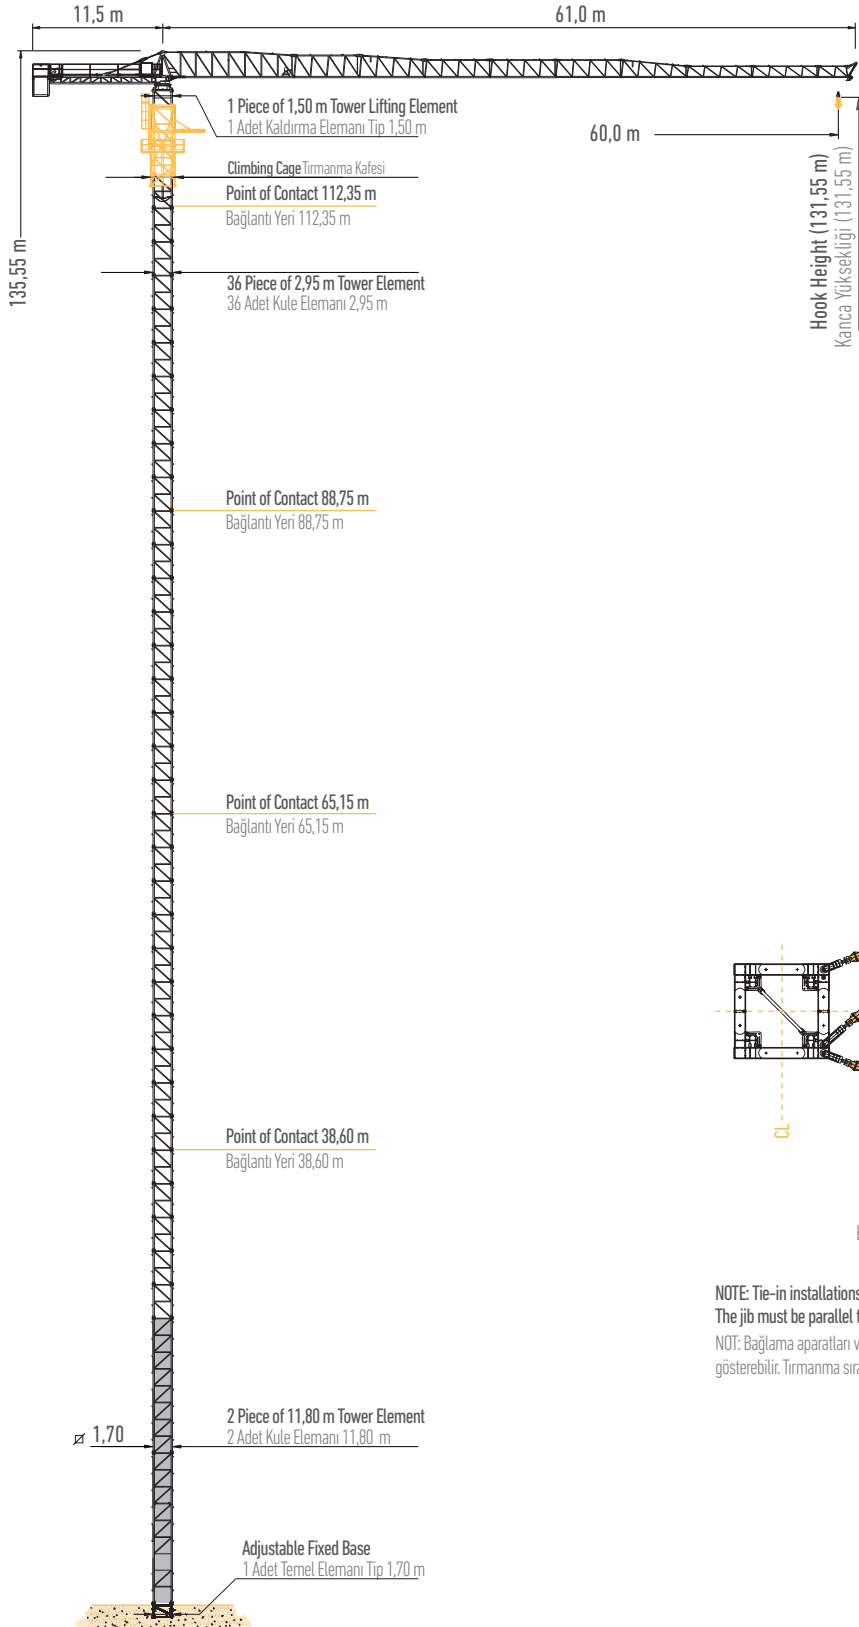 11,5 m
61,0 m
1 Piece of 1,50 m Tower Lifting Element
1 Adet Kaldırma Elemanı Tip 1,50 m
60,0 m
Climbing Cage Tırmanma Kafesi
Point of Contact 112,35 m
Bağlantı Yeri 112,35 m
135,55 m
Hook Height (131,55 m)
Kanca Yüksekliği (131,55 m)
36 Piece of 2,95 m Tower Element
36 Adet Kule Elemanı 2,95 m
Point of Contact 88,75 m
Bağlantı Yeri 88,75 m
Point of Contact 65,15 m
Bağlantı Yeri 65,15 m
Point of Contact 38,60 m
Bağlantı Yeri 38,60 m
CL
NOTE: Tie-in installations
The jib must be parallel
NOT: Bağlama aparatları
gösterebilir. Tırmanma
2 Piece of 11,80 m Tower Element
2 Adet Kule Elemanı 11,80 m
1,70
Adjustable Fixed Base
1 Adet Temel Elemanı Tip 1,70 m